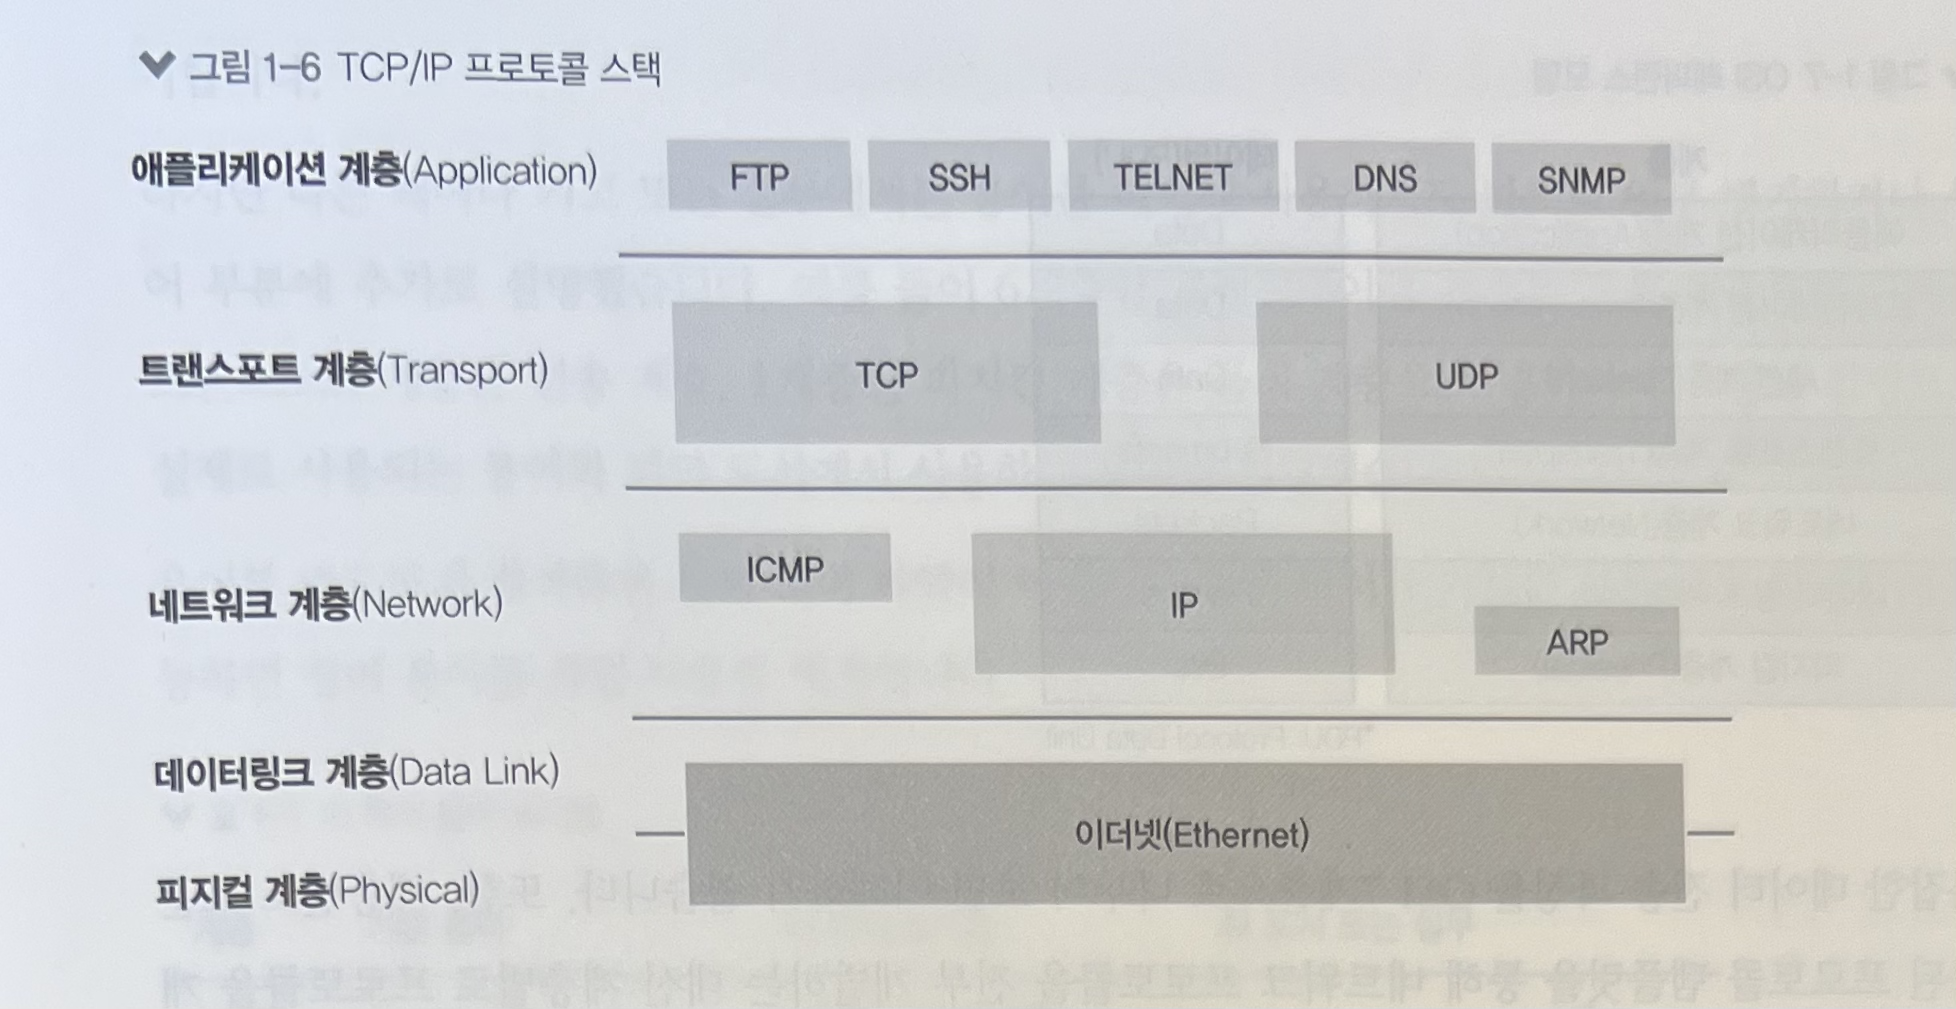 그림 1-6 TCP/IP 프로토콜 스택
애플리케이션 계층(Application) FTP SSH TELNET DNS SNMP
트랜스포트 계층(Transport) TCP UDP
네트워크 계층(Network) ICMP IP ARP
데이터링크 계층(Data Link)
이더넷(Ethernet)
피지컬 계층(Physical)